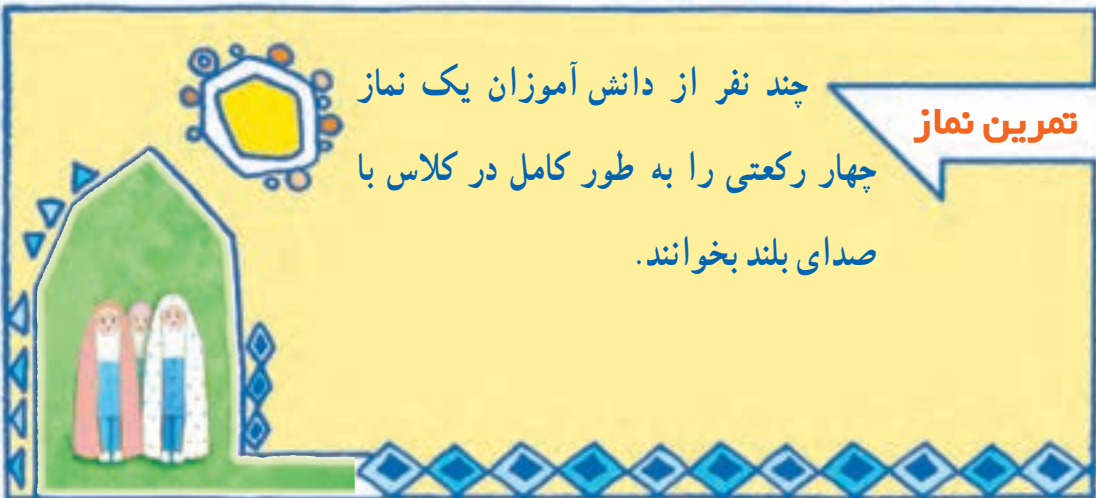 تمرین نماز
چند نفر از دانش آموزان یک نماز
چهار رکعتی را به طور کامل در کلاس با
صدای بلند بخوانند.